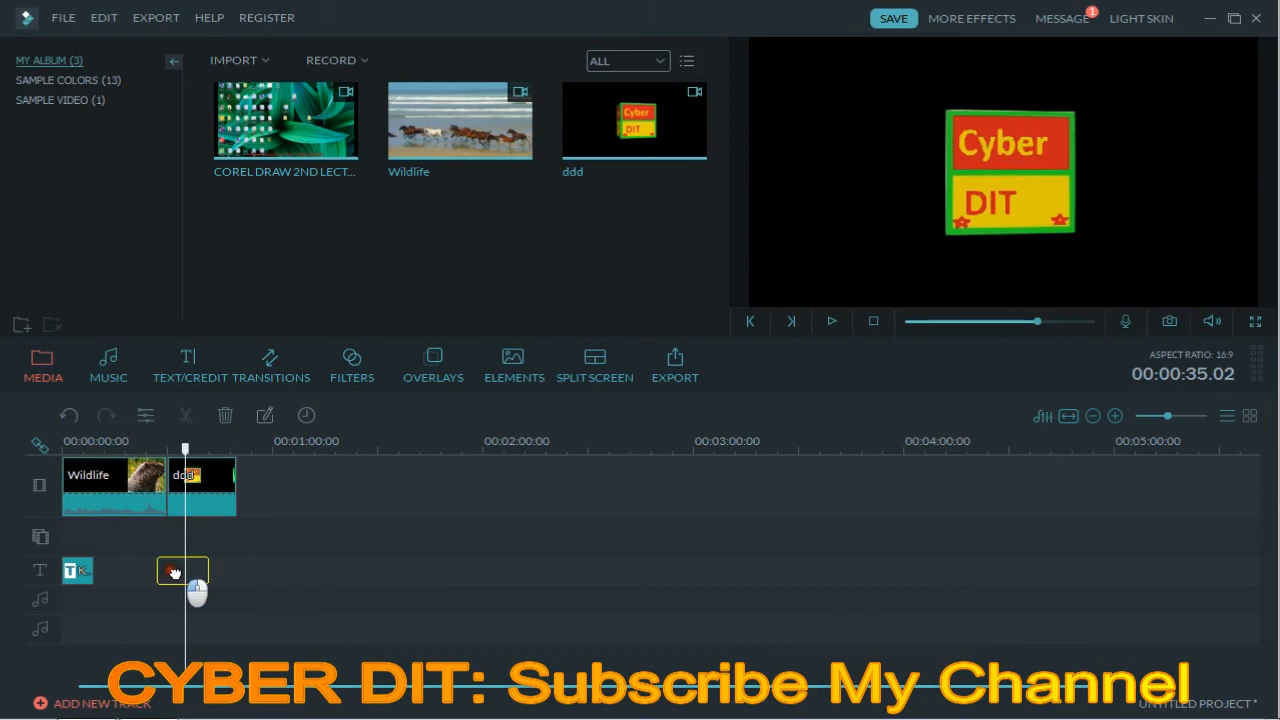 FILE EDIT EXPORT HELP REGISTER SAVE MORE EFFECTS MESSAGE 1 LIGHT SKIN
MY ALBUM (3)
SAMPLE COLORS (13)
SAMPLE VIDEO (1)
IMPORT RECORD ALL
Cyber
DIT
COREL DRAW 2ND LECT... Wildlife ddd
Cyber
DIT
MEDIA MUSIC TEXT/CREDIT TRANSITIONS FILTERS OVERLAYS ELEMENTS SPLIT SCREEN EXPORT
ASPECT RATIO: 16:9
00:00:35.02
00:00:00:00 00:01:00:00 00:02:00:00 00:03:00:00 00:04:00:00 00:05:00:00
Wildlife ddd
T K...
CYBER DIT: Subscribe My Channel
ADD NEW TRACK UNTITLED PROJECT *